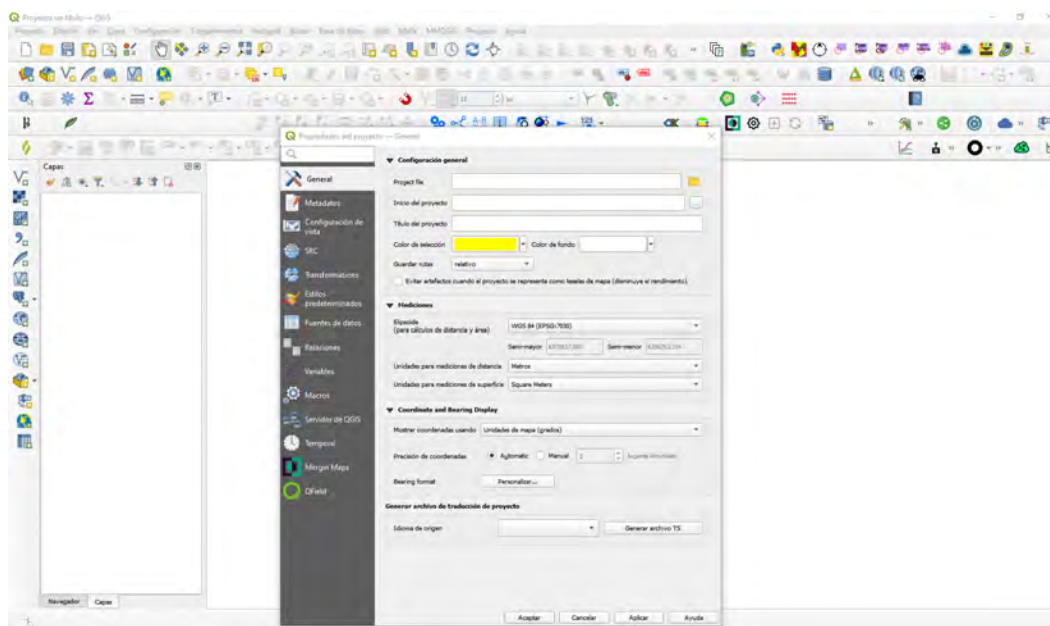 Proyecto sin título — QGIS
Capas
Navegador
Capas
Propiedades del proyecto — General
General
Metadatos
Configuración de
vista
SRC
Transformations
Estilos
predeterminados
Fuentes de datos
Relaciones
Variables
Macros
Servidor de QGIS
Temporal
Mergin Maps
QField
Configuración general
Project file
Inicio del proyecto
Título del proyecto
Color de selección
Color de fondo
Guardar rutas
relativo
Evitar artefactos cuando el proyecto se representa como teselas de mapa (disminuye el rendimiento)
Mediciones
Elipsoide
(para cálculos de distancia y área)
WGS 84 (EPSG:7030)
Semi-mayor
Semi-menor
Unidades para mediciones de distancia
Metros
Unidades para mediciones de superficie
Square Meters
Coordinate and Bearing Display
Mostrar coordenadas usando
Unidades de mapa (grados)
Precisión de coordenadas
Automatic
Manual
2
Bearing format
Personalizar...
Generar archivo de traducción de proyecto
Idioma de origen
Generar archivo TS
Aceptar
Cancelar
Aplicar
Ayuda